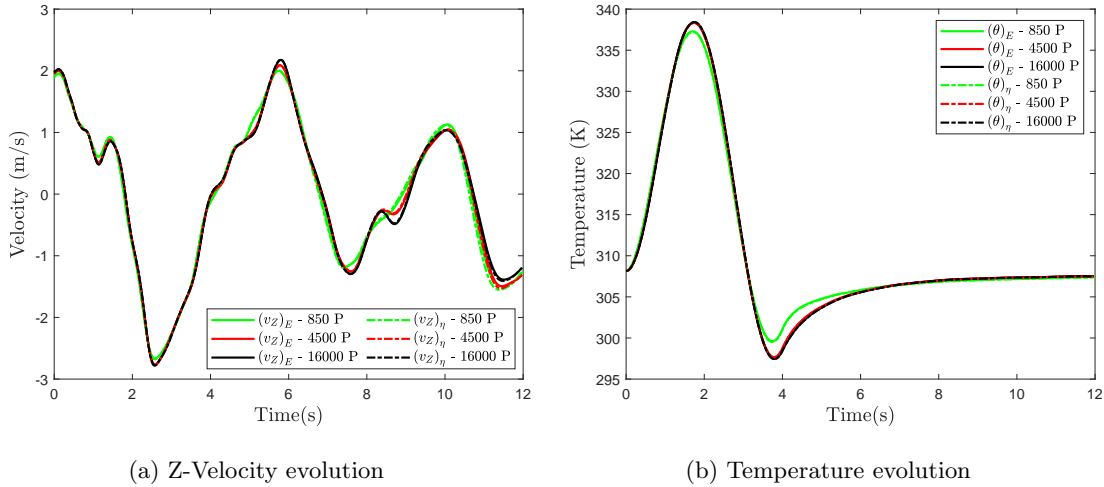 Velocity (m/s)
3
2
1
0
-1
-2
-3
0 2 4 6 8 10 12
Time(s)
(v_Z)_E - 850 P
(v_Z)_E - 4500 P
(v_Z)_E - 16000 P
(v_Z)_η - 850 P
(v_Z)_η - 4500 P
(v_Z)_η - 16000 P
(a) Z-Velocity evolution
Temperature (K)
340
335
330
325
320
315
310
305
300
295
0 2 4 6 8 10 12
Time(s)
(θ)_E - 850 P
(θ)_E - 4500 P
(θ)_E - 16000 P
(θ)_η - 850 P
(θ)_η - 4500 P
(θ)_η - 16000 P
(b) Temperature evolution